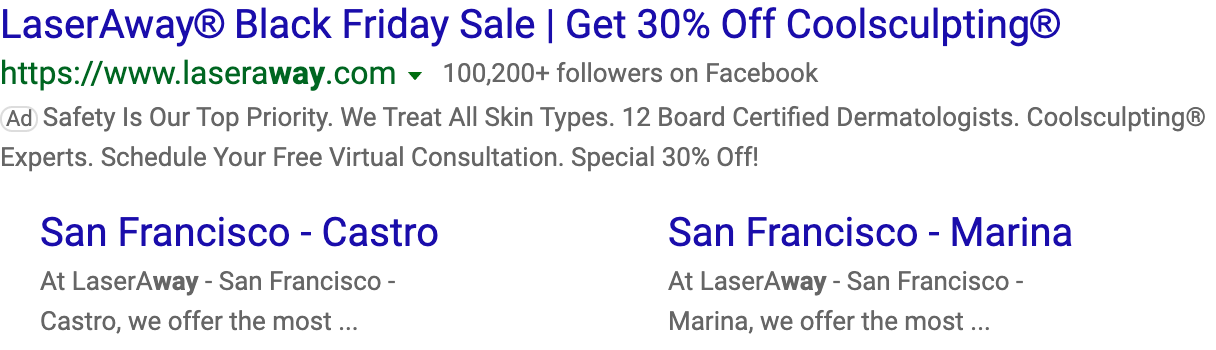 LaserAway® Black Friday Sale | Get 30% Off Coolsculpting®
https://www.laseraway.com 100,200+ followers on Facebook
Ad Safety Is Our Top Priority. We Treat All Skin Types. 12 Board Certified Dermatologists. Coolsculpting®
Experts. Schedule Your Free Virtual Consultation. Special 30% Off!
San Francisco - Castro
At LaserAway - San Francisco -
Castro, we offer the most ...
San Francisco - Marina
At LaserAway - San Francisco -
Marina, we offer the most ...